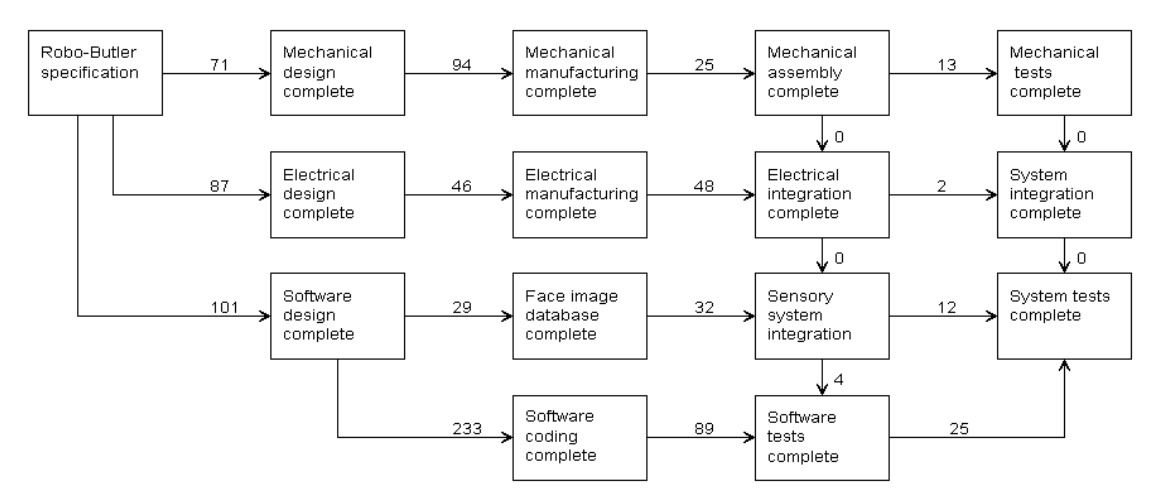 Robo-Butler
specification
71
Mechanical
design
complete
94
Mechanical
manufacturing
complete
25
Mechanical
assembly
complete
13
Mechanical
tests
complete
0
0
87
Electrical
design
complete
46
Electrical
manufacturing
complete
48
Electrical
integration
complete
2
System
integration
complete
0
0
101
Software
design
complete
29
Face image
database
complete
32
Sensory
system
integration
12
System tests
complete
4
233
Software
coding
complete
89
Software
tests
complete
25